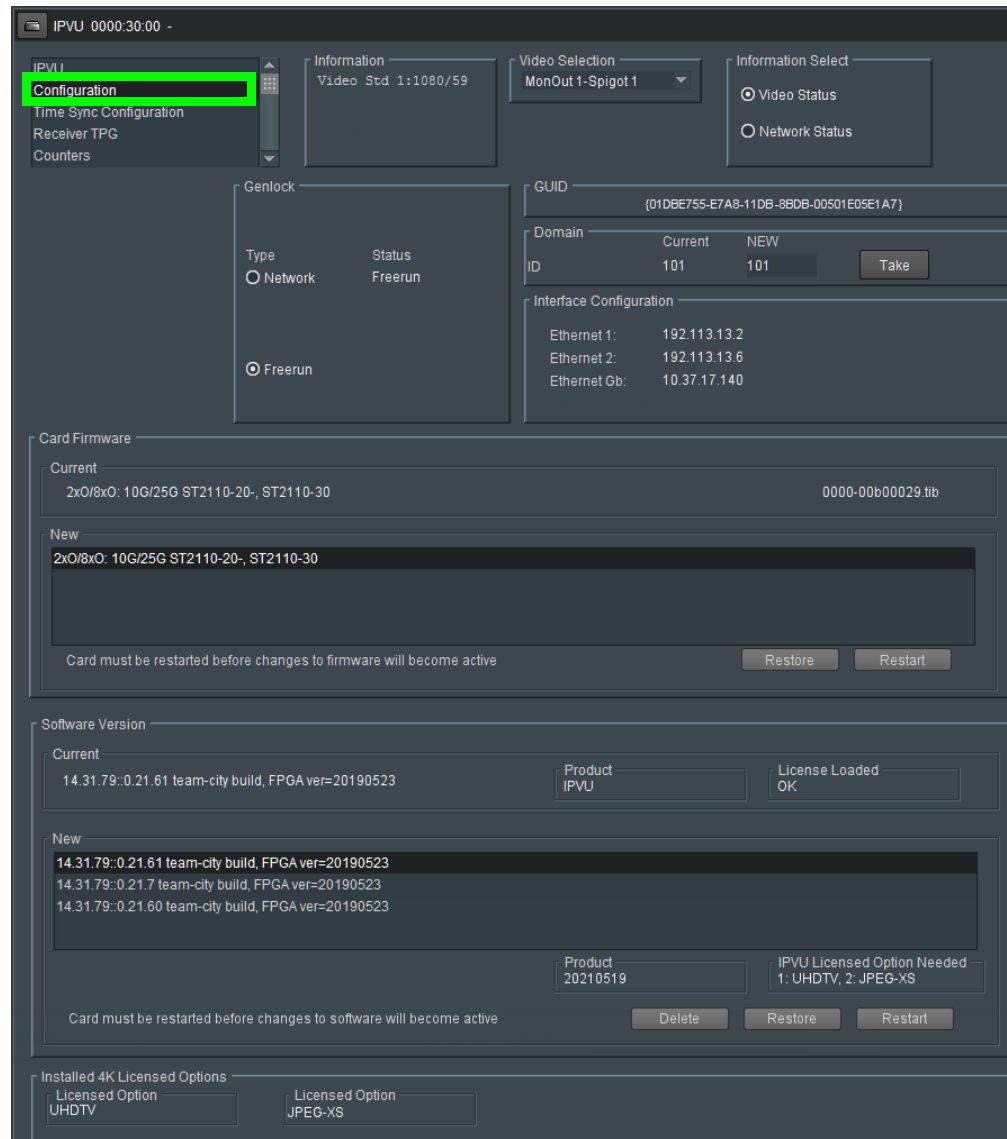 IPVU 0000:30:00 -
IPVU
Configuration
Time Sync Configuration
Receiver TPG
Counters
Information
Video Std 1:1080/59
Video Selection
MonOut 1-Spigot 1
Information Select
Video Status
Network Status
Genlock
Type Status
Network Freerun
Freerun
GUID
{01DBE755-E7A8-11DB-8BDB-00501E05E1A7}
Domain
Current NEW
ID 101 101 Take
Interface Configuration
Ethernet 1: 192.113.13.2
Ethernet 2: 192.113.13.6
Ethernet Gb: 10.37.17.140
Card Firmware
Current
2xO/8xO: 10G/25G ST2110-20-, ST2110-30 0000-00b00029.tib
New
2xO/8xO: 10G/25G ST2110-20-, ST2110-30
Card must be restarted before changes to firmware will become active Restore Restart
Software Version
Current
14.31.79::0.21.61 team-city build, FPGA ver=20190523
Product
IPVU
License Loaded
OK
New
14.31.79::0.21.61 team-city build, FPGA ver=20190523
14.31.79::0.21.7 team-city build, FPGA ver=20190523
14.31.79::0.21.60 team-city build, FPGA ver=20190523
Product
20210519
IPVU Licensed Option Needed
1: UHDTV, 2: JPEG-XS
Card must be restarted before changes to software will become active Delete Restore Restart
Installed 4K Licensed Options
Licensed Option
UHDTV
Licensed Option
JPEG-XS